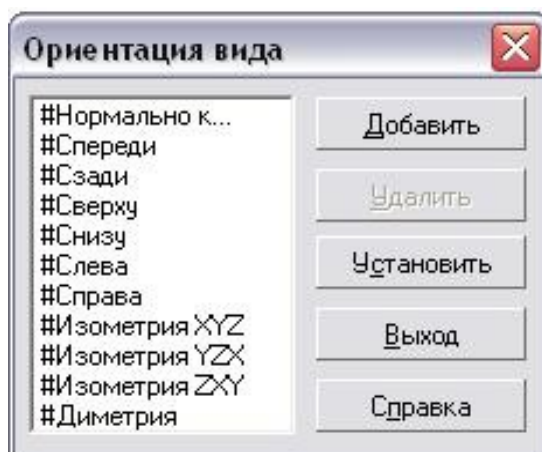 Ориентация вида
#Нормально к...
#Спереди
#Сзади
#Сверху
#Снизу
#Слева
#Справа
#Изометрия XYZ
#Изометрия YZX
#Изометрия ZXY
#Диметрия
Добавить
Удалить
Установить
Выход
Справка